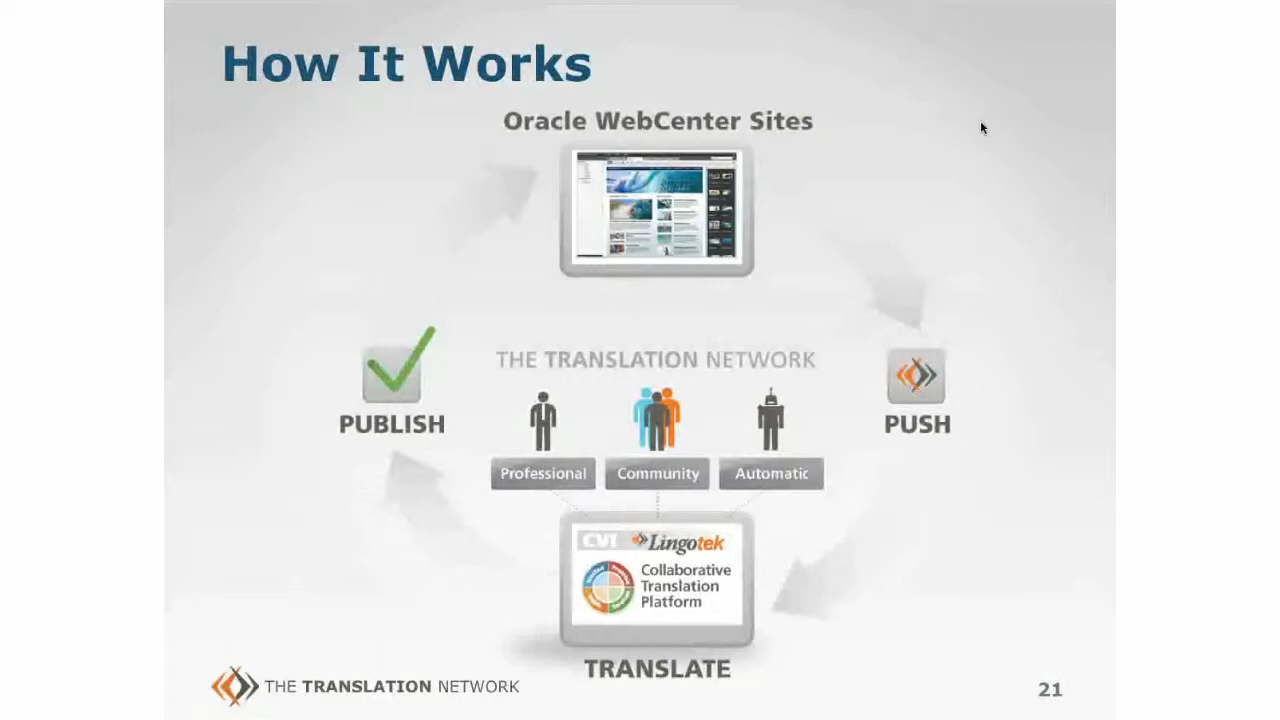 How It Works
Oracle WebCenter Sites
THE TRANSLATION NETWORK
PUBLISH
PUSH
Professional
Community
Automatic
CVI Lingotek
Collaborative
Translation
Platform
TRANSLATE
THE TRANSLATION NETWORK
21